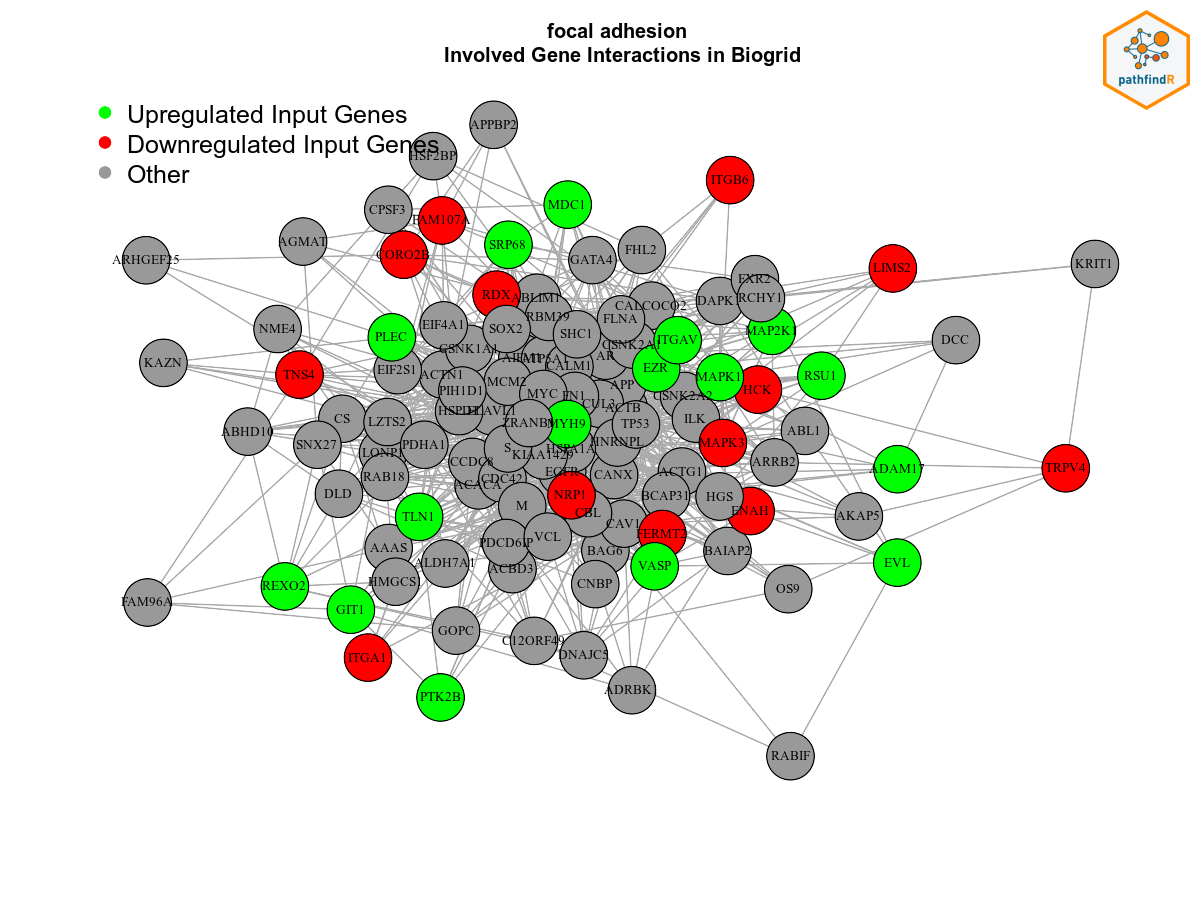 focal adhesion
Involved Gene Interactions in Biogrid
pathfindR
Upregulated Input Genes
Downregulated Input Genes
Other
APPBP2
HSF2BP
ITGB6
CPSF3
MDC1
FAM107A
AGMAT
SRP68
FHL2
CORO2B
ARHGEF25
GATA4
KRIT1
LIMS2
FXR2
RDX
ABLIM1
RCHY1
DAPK1
CALCOCO2
RBM39
FLNA
EIF4A1
SOX2
NME4
MAP2K1
SHC1
PLEC
ITGAV
DCC
CSNK1A1
CSNK2A1
AR
KAZN
CALM1
EZR
EIF2S1
TNS4
ACTN1
MAPK1
RSU1
MCM2
APP
HCK
PIH1D1
MYC
FN1
CSNK2A2
CUL3
ACTB
HSPD1
CS
LZTS2
ILK
ZRANB1
MYH9
TP53
ABHD10
ABL1
SNX27
PDHA1
HNRNPL
MAPK3
HSPA1A
LONP1
KIAA1429
CCDC8
ARRB2
ADAM17
TRPV4
EGFR
CANX
ACTG1
RAB18
CDC42
ACACA
DLD
NRP1
BCAP31
HGS
M
TLN1
CBL
ENAH
AKAP5
CAV1
FERMT2
VCL
PDCD6IP
AAAS
BAG6
BAIAP2
ALDH7A1
EVL
VASP
ACBD3
HMGCS1
CNBP
REXO2
OS9
FAM96A
GIT1
GOPC
C12ORF49
DNAJC5
ITGA1
ADRBK1
PTK2B
RABIF